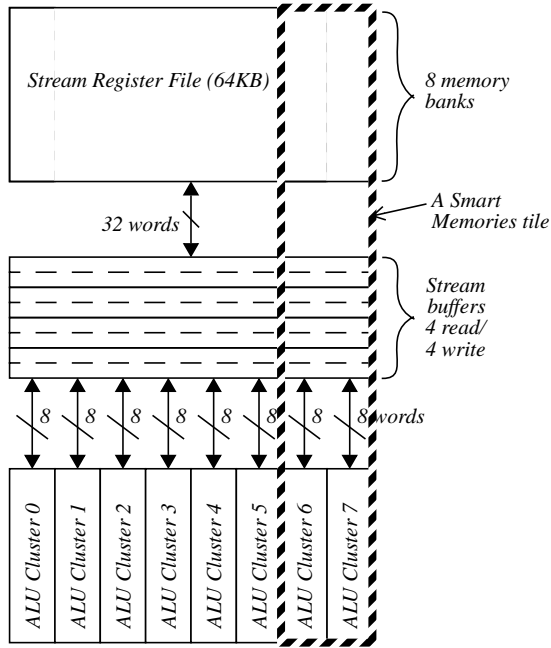 Stream Register File (64KB)
8 memory
banks
32 words
A Smart
Memories tile
Stream
buffers
4 read/
4 write
8 8 8 8 8 8 8 8 words
ALU Cluster 0
ALU Cluster 1
ALU Cluster 2
ALU Cluster 3
ALU Cluster 4
ALU Cluster 5
ALU Cluster 6
ALU Cluster 7